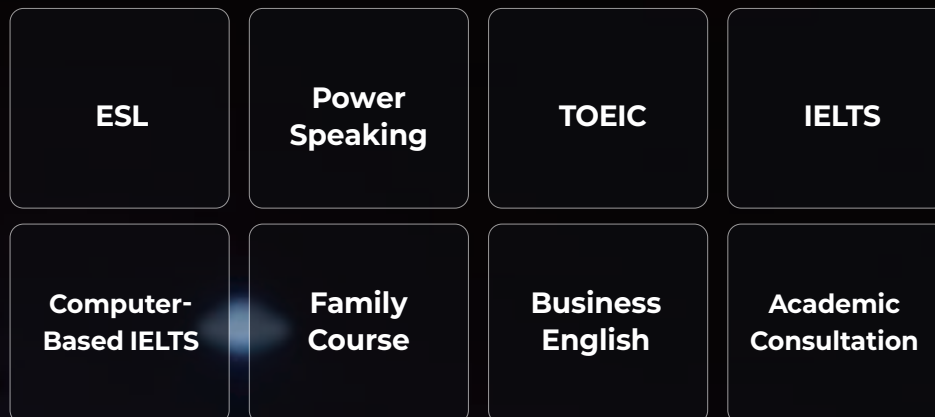 ESL
Power
Speaking
TOEIC
IELTS
Computer-
Based IELTS
Family
Course
Business
English
Academic
Consultation